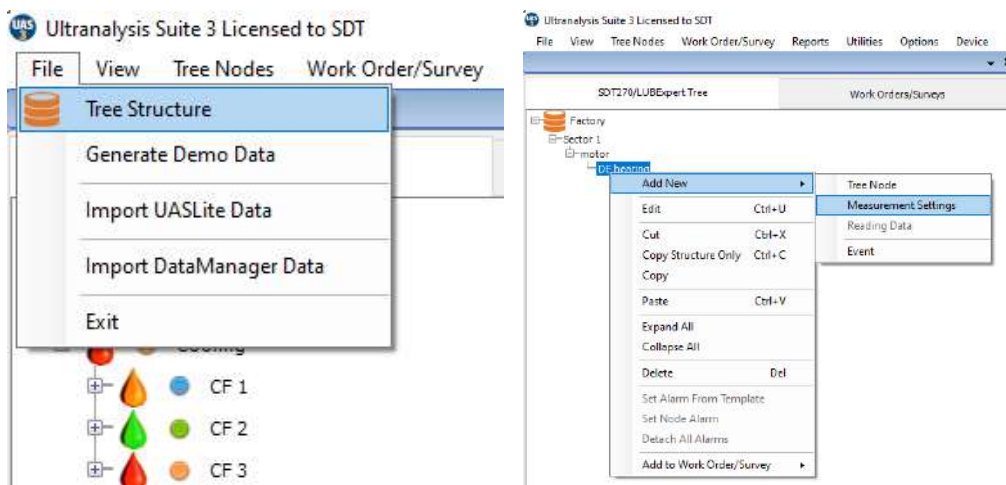 UAS
3
Ultranalysis Suite 3 Licensed to SDT
File View Tree Nodes Work Order/Survey
Tree Structure
Generate Demo Data
Import UASLite Data
Import DataManager Data
Exit
CF 1
CF 2
CF 3
Ultranalysis Suite 3 Licensed to SDT
File View Tree Nodes Work Order/Survey Reports Utilities Options Device
SDT270/LUBExpert Tree Work Orders/Surveys
Factory
Sector 1
motor
DE bearing
Add New
Edit Ctrl+U
Cut Ctrl+X
Copy Structure Only Ctrl+C
Copy
Paste Ctrl+V
Expand All
Collapse All
Delete Del
Set Alarm From Template
Set Node Alarm
Detach All Alarms
Add to Work Order/Survey
Tree Node
Measurement Settings
Reading Data
Event